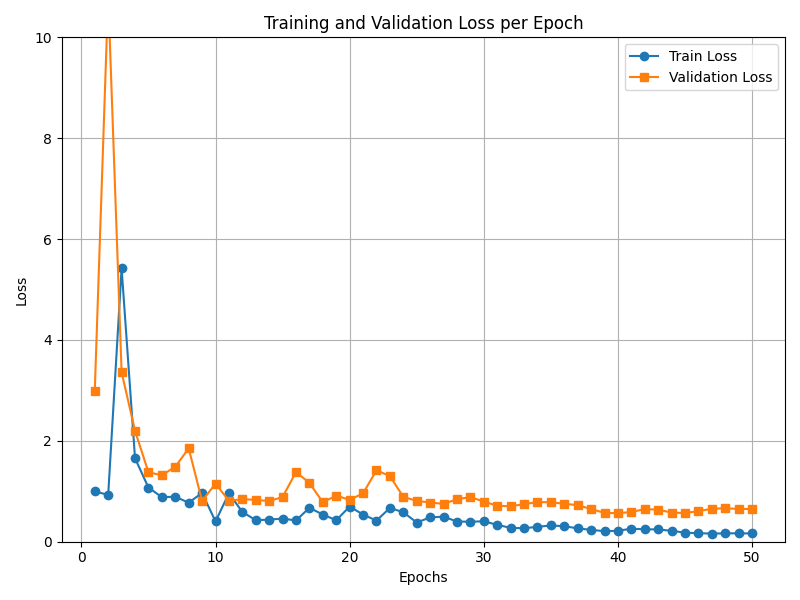 Training and Validation Loss per Epoch
Train Loss
Validation Loss
10
8
6
4
2
0
Loss
0 10 20 30 40 50
Epochs